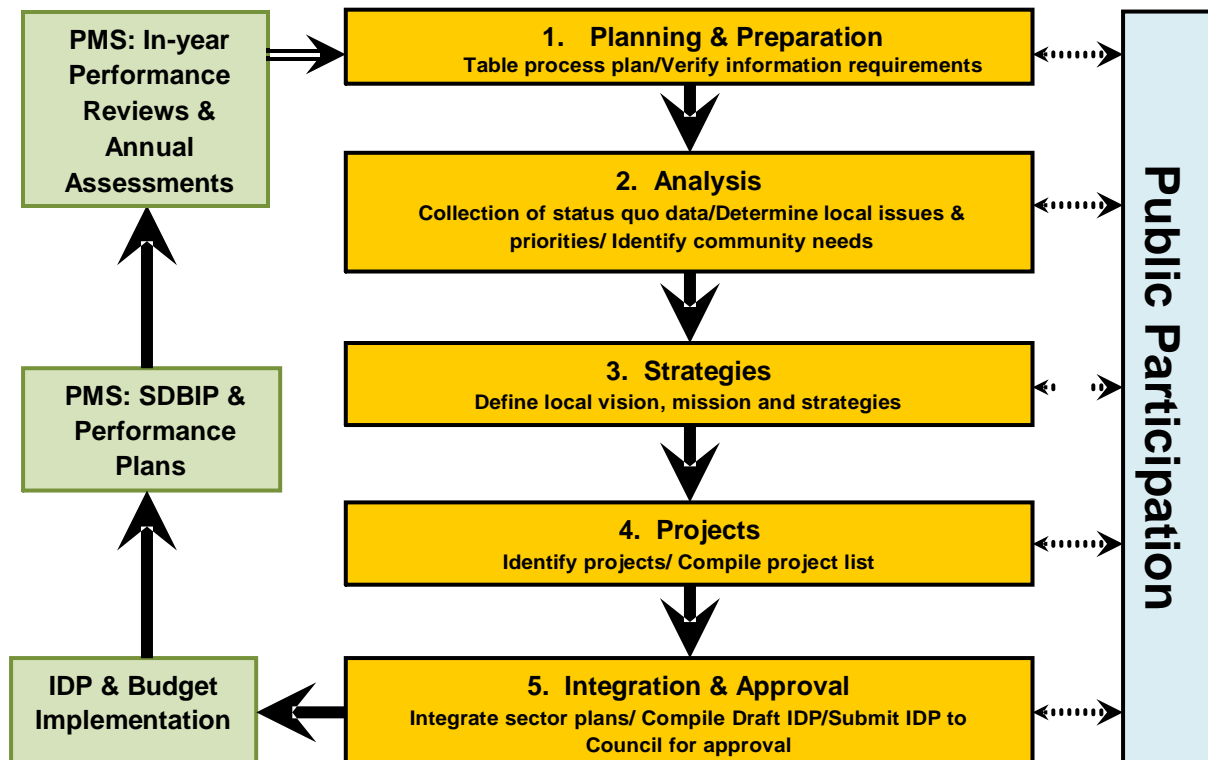 PMS: In-year
Performance
Reviews &
Annual
Assessments
1. Planning & Preparation
Table process plan/Verify information requirements
2. Analysis
Collection of status quo data/Determine local issues &
priorities/ Identify community needs
3. Strategies
Define local vision, mission and strategies
PMS: SDBIP &
Performance
Plans
4. Projects
Identify projects/ Compile project list
IDP & Budget
Implementation
5. Integration & Approval
Integrate sector plans/ Compile Draft IDP/Submit IDP to
Council for approval
Public Participation